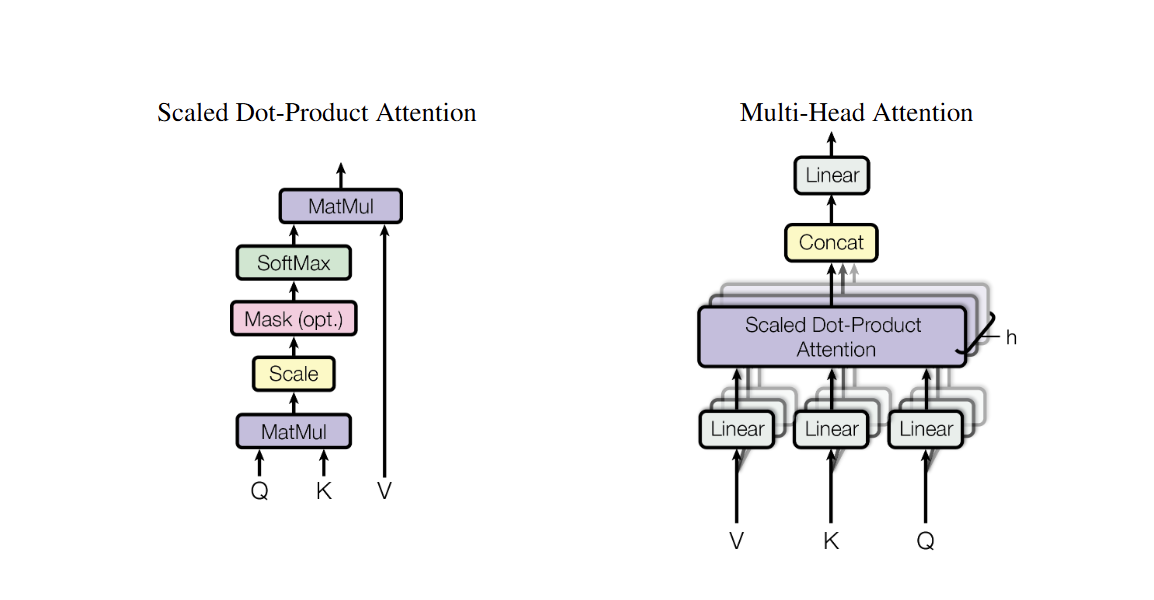 Scaled Dot-Product Attention
MatMul
SoftMax
Mask (opt.)
Scale
MatMul
Q K V
Multi-Head Attention
Linear
Concat
Scaled Dot-Product
Attention
h
Linear Linear Linear
V K Q